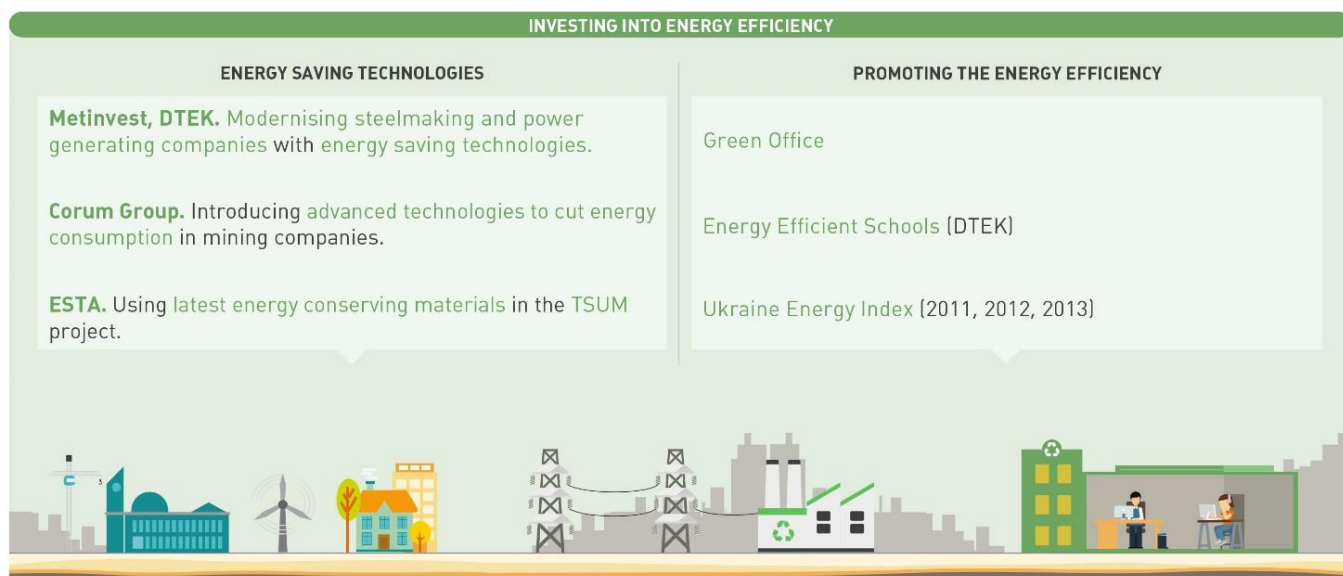 INVESTING INTO ENERGY EFFICIENCY
ENERGY SAVING TECHNOLOGIES
Metinvest, DTEK. Modernising steelmaking and power
generating companies with energy saving technologies.
Corum Group. Introducing advanced technologies to cut energy
consumption in mining companies.
ESTA. Using latest energy conserving materials in the TSUM
project.
PROMOTING THE ENERGY EFFICIENCY
Green Office
Energy Efficient Schools (DTEK)
Ukraine Energy Index (2011, 2012, 2013)